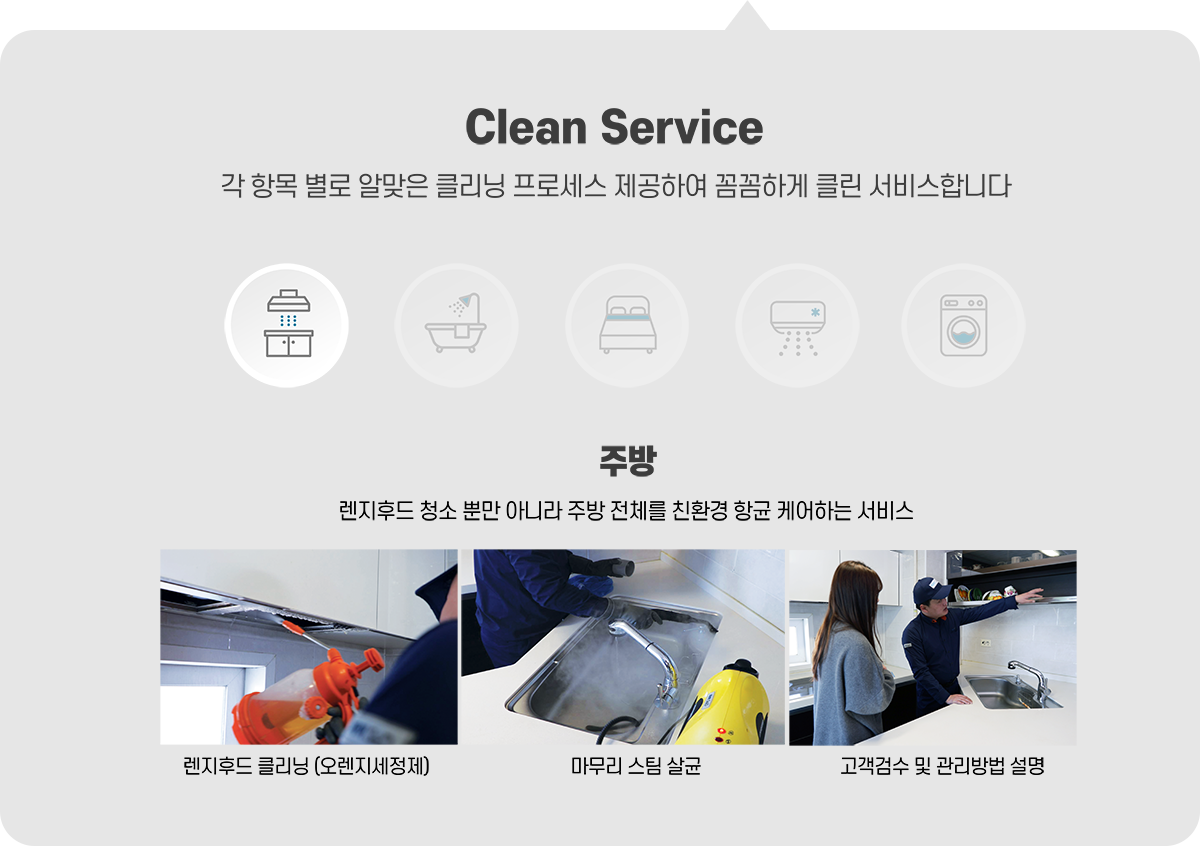 Clean Service
각 항목 별로 알맞은 클리닝 프로세스 제공하여 꼼꼼하게 클린 서비스합니다
주방
렌지후드 청소 뿐만 아니라 주방 전체를 친환경 항균 케어하는 서비스
렌지후드 클리닝 (오렌지세정제)
마무리 스팀 살균
고객검수 및 관리방법 설명